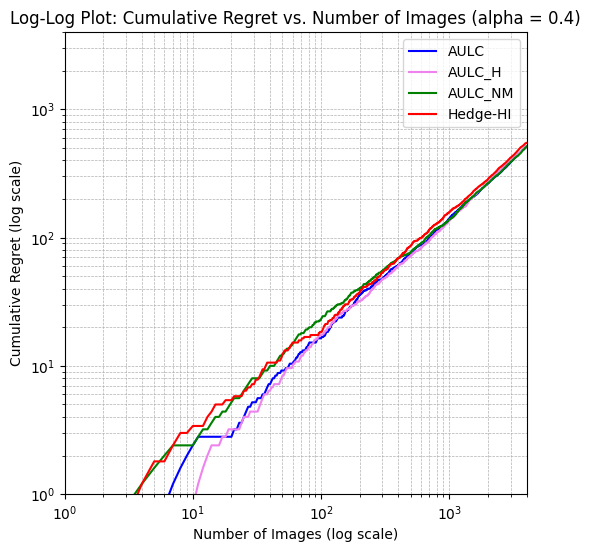 Log-Log Plot: Cumulative Regret vs. Number of Images (alpha = 0.4)
AULC
AULC_H
AULC_NM
Hedge-HI
Cumulative Regret (log scale)
10³
10²
10¹
10⁰
10⁰ 10¹ 10² 10³
Number of Images (log scale)